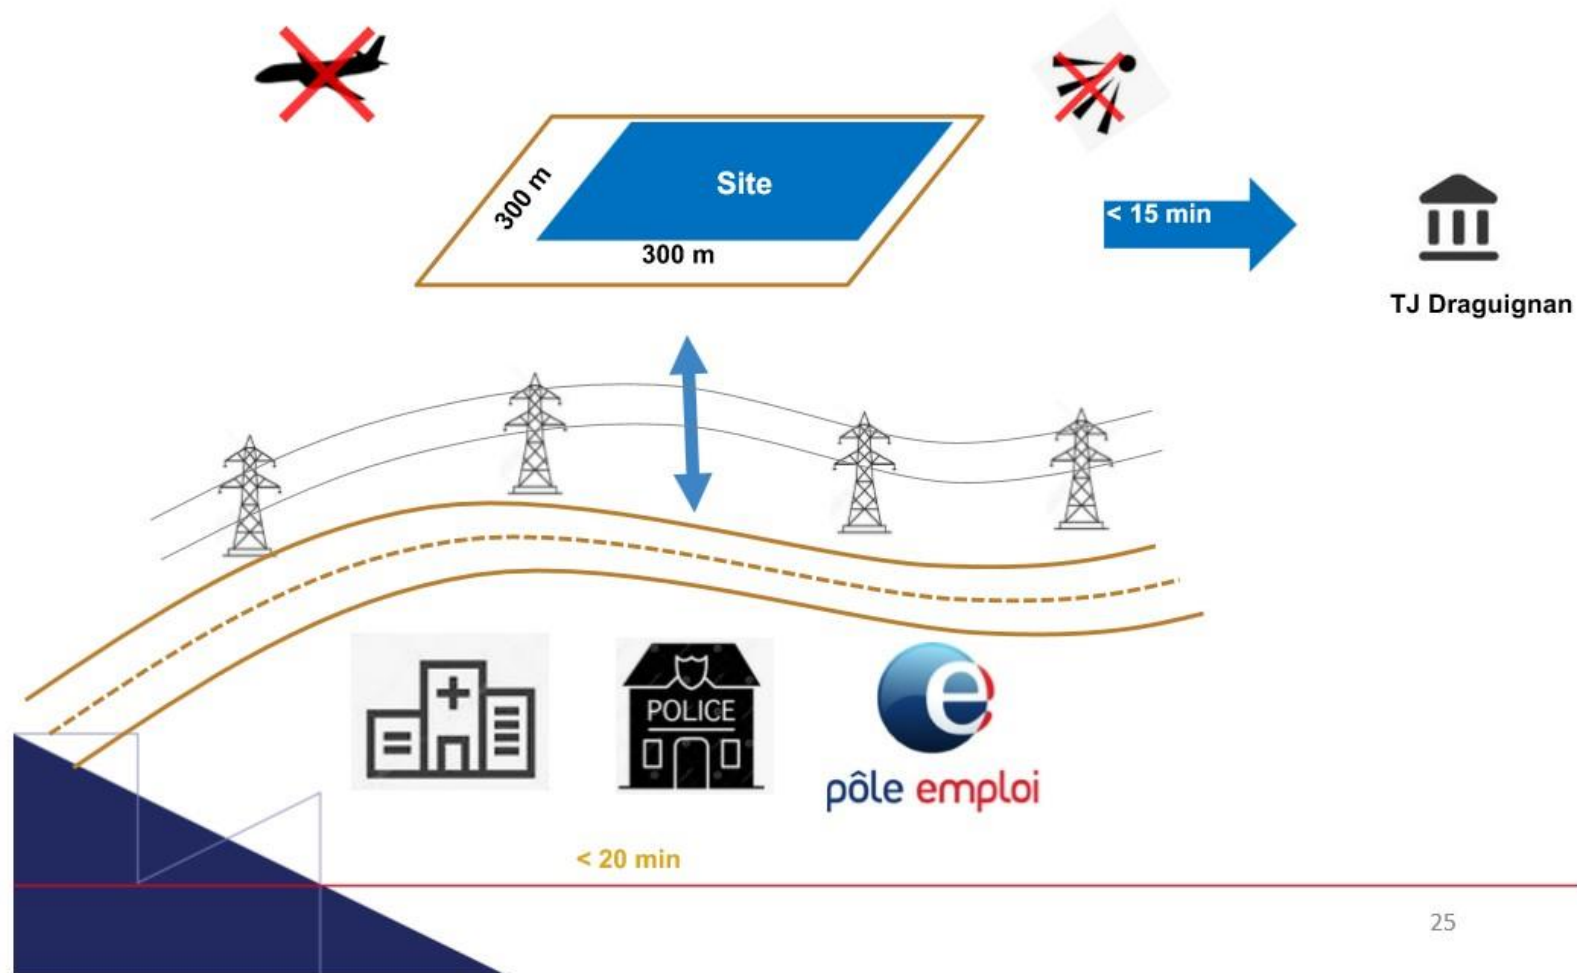 Site
300 m
300 m
< 15 min
TJ Draguignan
POLICE
e
pôle emploi
< 20 min
25